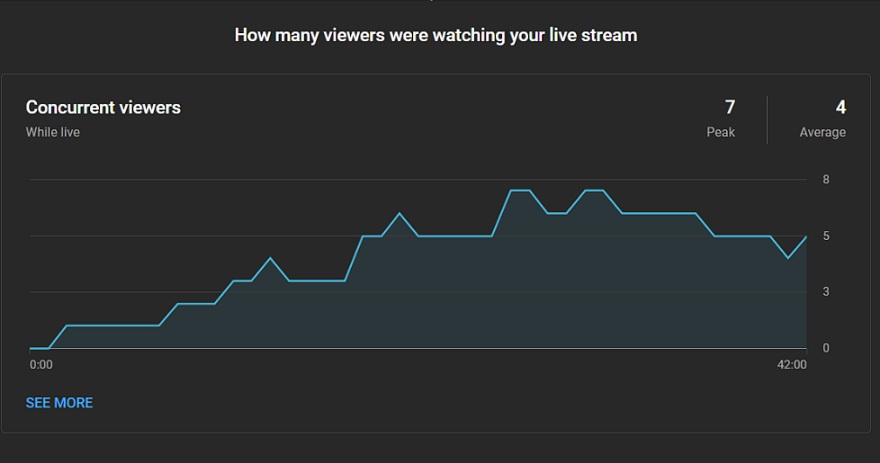 How many viewers were watching your live stream
Concurrent viewers
While live
7
Peak
4
Average
8
5
3
0
0:00
42:00
SEE MORE